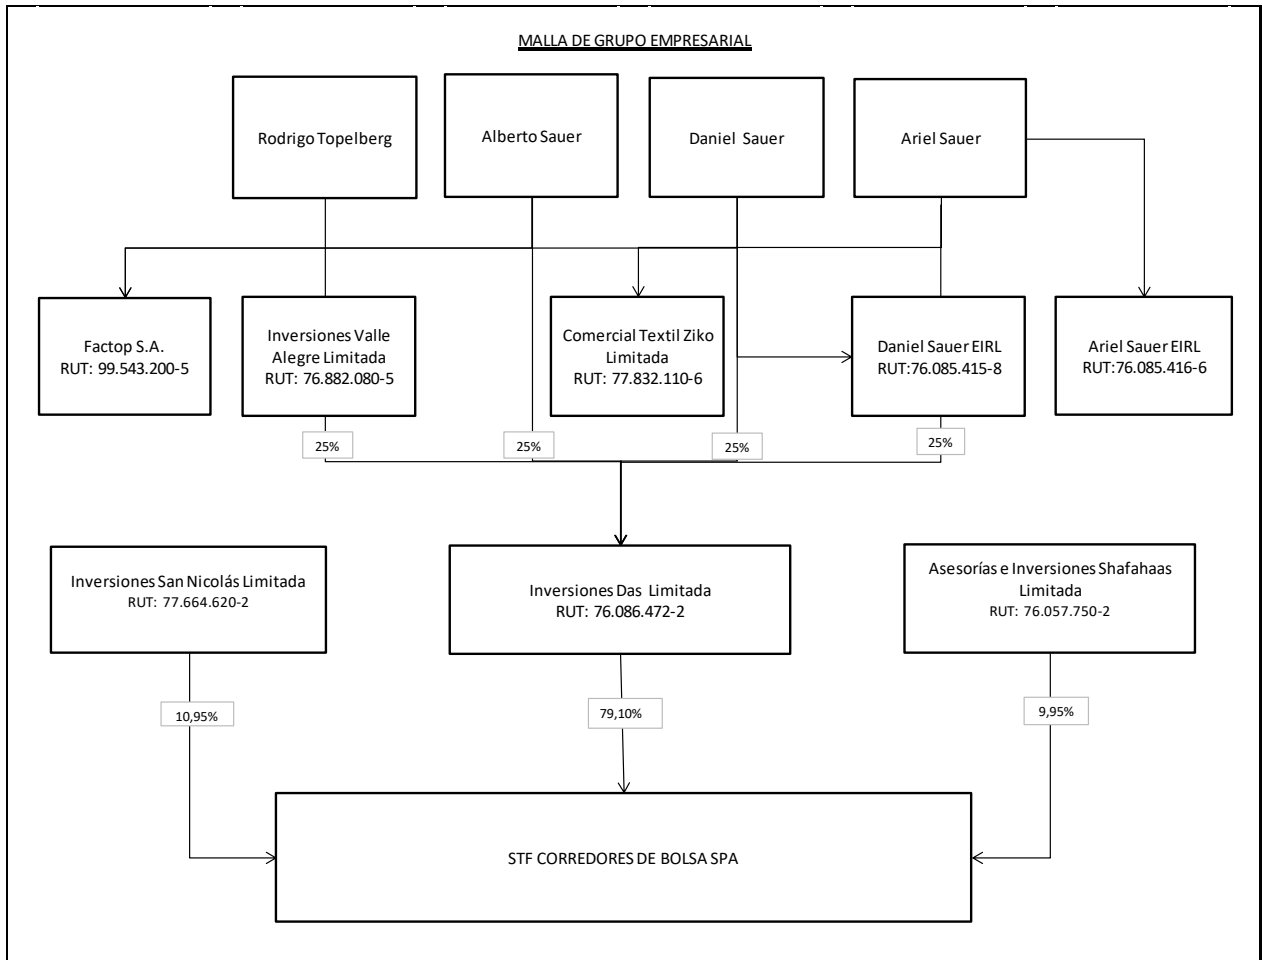 MALLA DE GRUPO EMPRESARIAL
Rodrigo Topelberg
Alberto Sauer
Daniel Sauer
Ariel Sauer
Factop S.A.
RUT: 99.543.200-5
Inversiones Valle
Alegre Limitada
RUT: 76.882.080-5
Comercial Textil Ziko
Limitada
RUT: 77.832.110-6
Daniel Sauer EIRL
RUT:76.085.415-8
Ariel Sauer EIRL
RUT:76.085.416-6
25%
25%
25%
25%
Inversiones San Nicolás Limitada
RUT: 77.664.620-2
Inversiones Das Limitada
RUT: 76.086.472-2
Asesorías e Inversiones Shafahaas
Limitada
RUT: 76.057.750-2
10,95%
79,10%
9,95%
STF CORREDORES DE BOLSA SPA